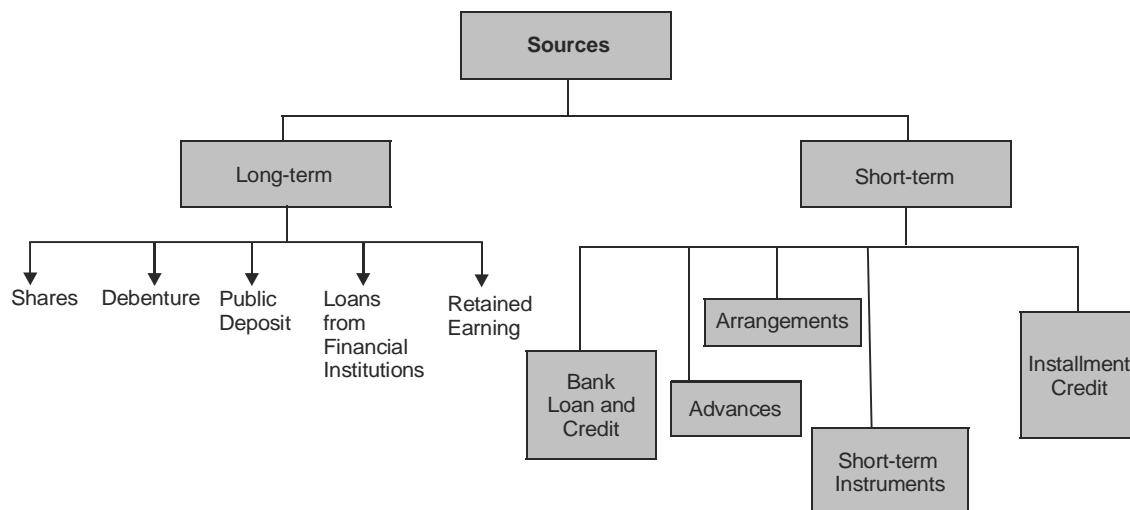 Sources
Long-term
Short-term
Shares
Debenture
Public
Deposit
Loans
from
Financial
Institutions
Retained
Earning
Bank
Loan and
Credit
Advances
Arrangements
Short-term
Instruments
Installment
Credit